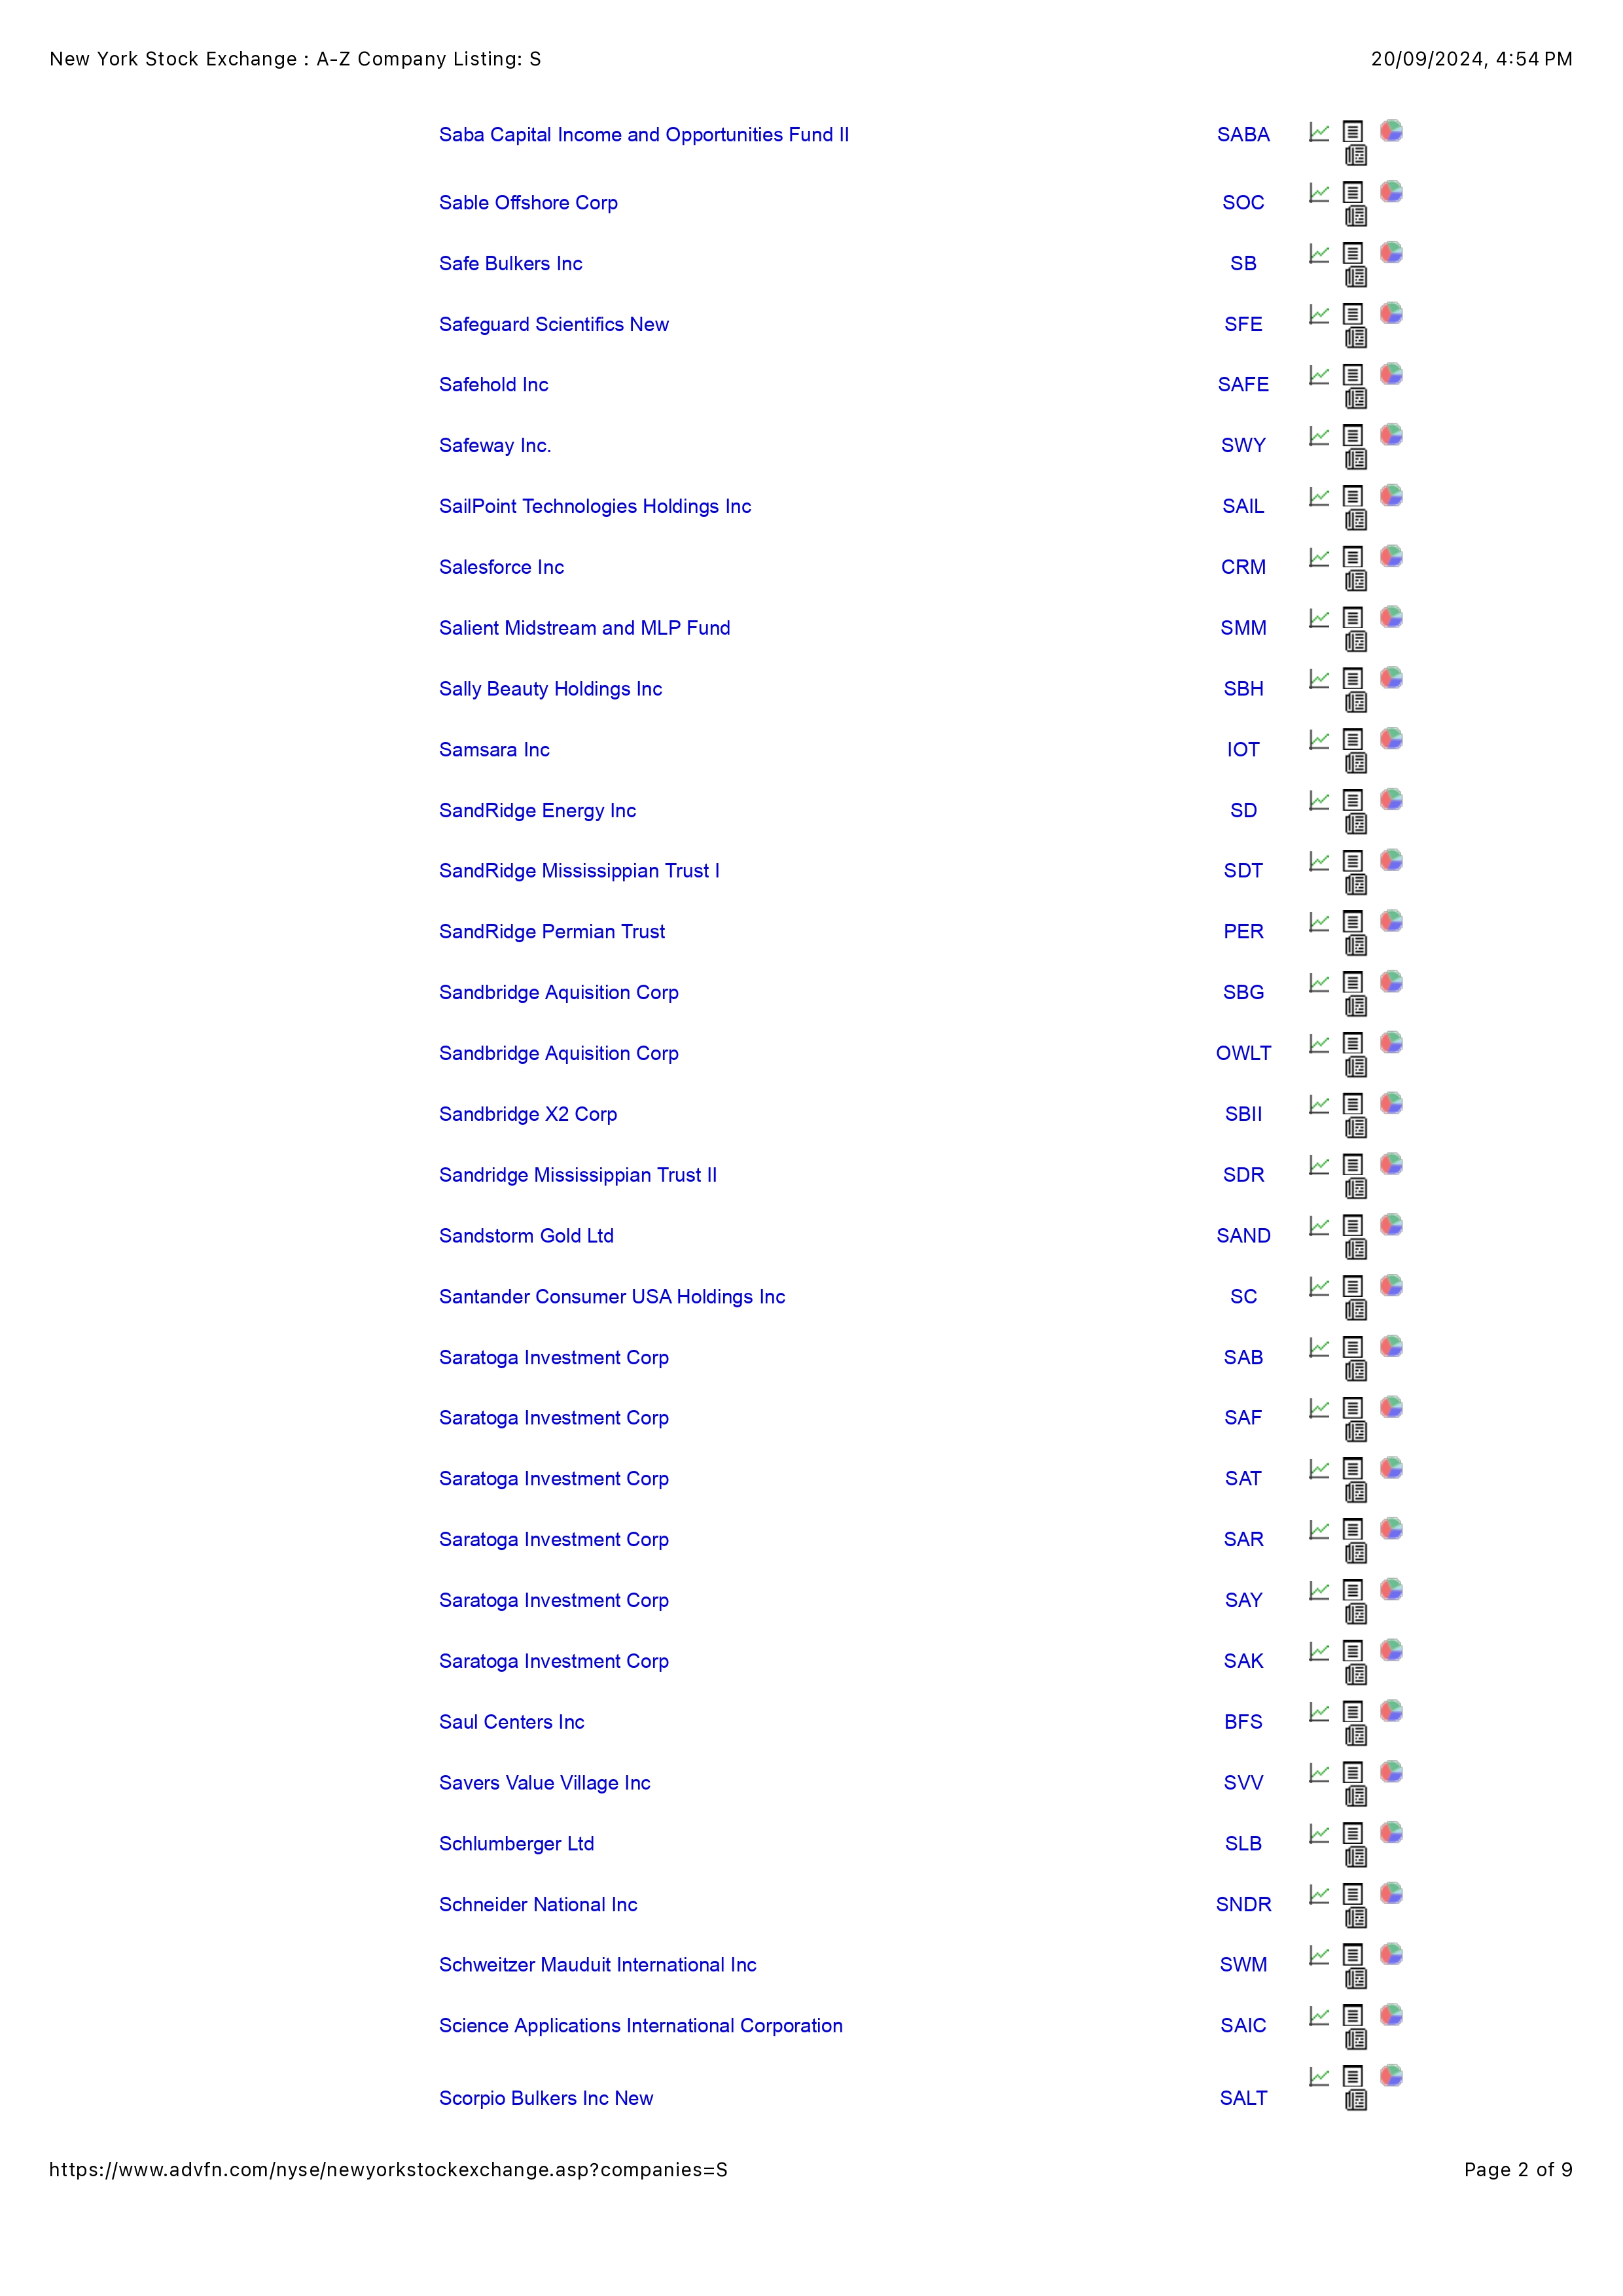 New York Stock Exchange : A-Z Company Listing: S 20/09/2024, 4:54 PM
Saba Capital Income and Opportunities Fund II SABA
Sable Offshore Corp SOC
Safe Bulkers Inc SB
Safeguard Scientifics New SFE
Safehold Inc SAFE
Safeway Inc. SWY
SailPoint Technologies Holdings Inc SAIL
Salesforce Inc CRM
Salient Midstream and MLP Fund SMM
Sally Beauty Holdings Inc SBH
Samsara Inc IOT
SandRidge Energy Inc SD
SandRidge Mississippian Trust I SDT
SandRidge Permian Trust PER
Sandbridge Aquisition Corp SBG
Sandbridge Aquisition Corp OWLT
Sandbridge X2 Corp SBII
Sandridge Mississippian Trust II SDR
Sandstorm Gold Ltd SAND
Santander Consumer USA Holdings Inc SC
Saratoga Investment Corp SAB
Saratoga Investment Corp SAF
Saratoga Investment Corp SAT
Saratoga Investment Corp SAR
Saratoga Investment Corp SAY
Saratoga Investment Corp SAK
Saul Centers Inc BFS
Savers Value Village Inc SVV
Schlumberger Ltd SLB
Schneider National Inc SNDR
Schweitzer Mauduit International Inc SWM
Science Applications International Corporation SAIC
Scorpio Bulkers Inc New SALT
https://www.advfn.com/nyse/newyorkstockexchange.asp?companies=S Page 2 of 9